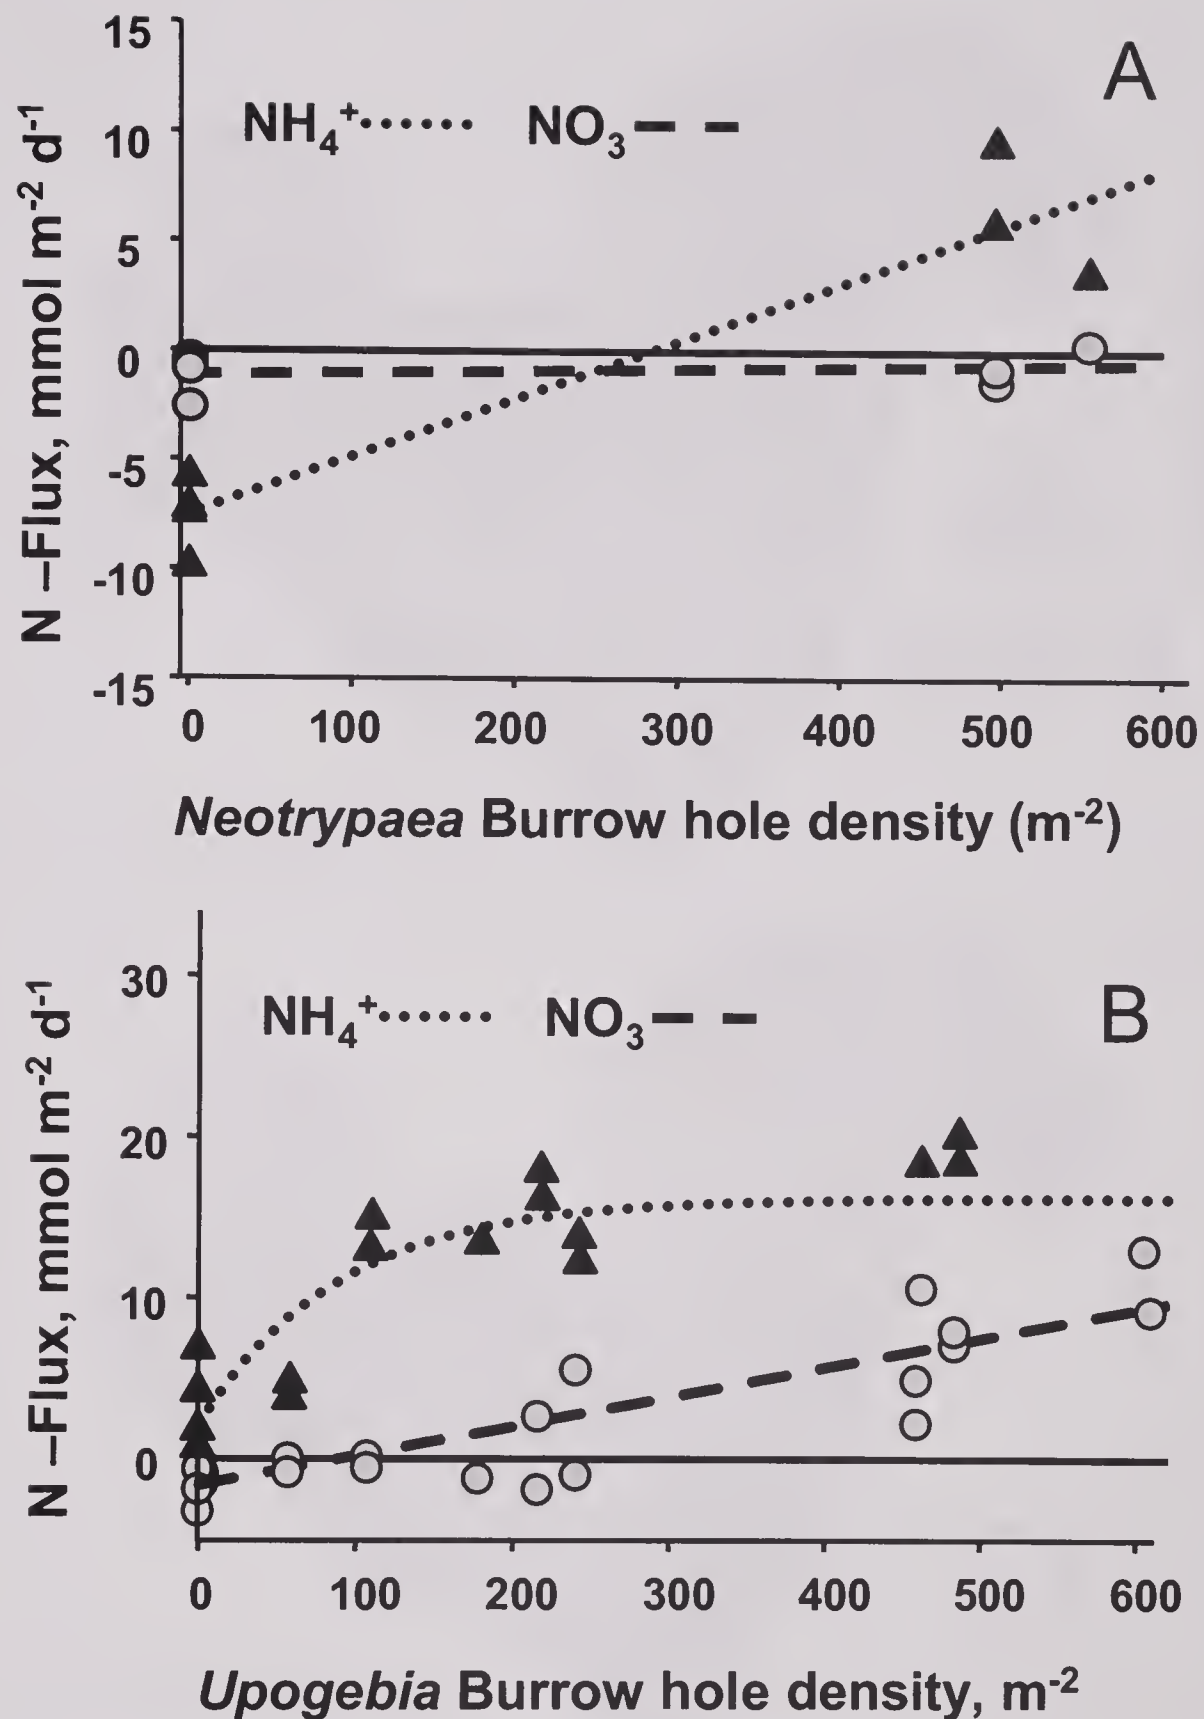 15
A
NH₄⁺ NO₃
10
5
0
-5
-10
-15
N –Flux, mmol m⁻² d⁻¹
0 100 200 300 400 500 600
Neotrypaea Burrow hole density (m⁻²)
30
B
NH₄⁺ NO₃
20
10
0
N –Flux, mmol m⁻² d⁻¹
0 100 200 300 400 500 600
Upogebia Burrow hole density, m⁻²